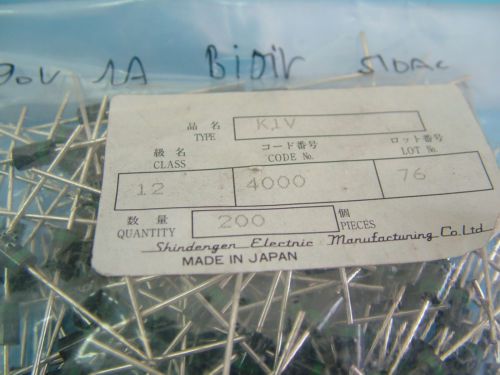 90V 1A BiDir SIDAC
品名 TYPE K1V
級名 コード番号 ロット番号
CLASS CODE No. LOT No.
12 4000 76
数量 200 個
QUANTITY PIECES
Shindengen Electric Manufacturing Co.Ltd
MADE IN JAPAN